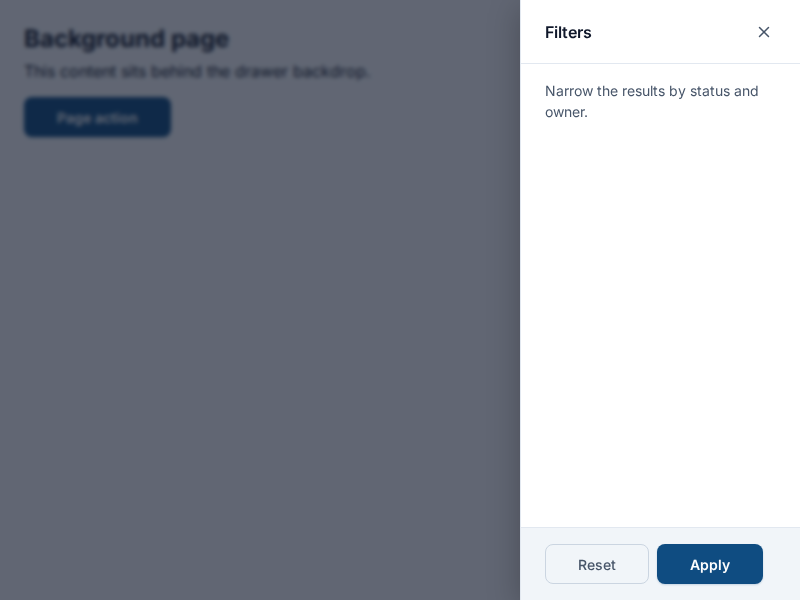 Background page
This content sits behind the drawer backdrop.
Page action
Filters
Narrow the results by status and
owner.
Reset
Apply